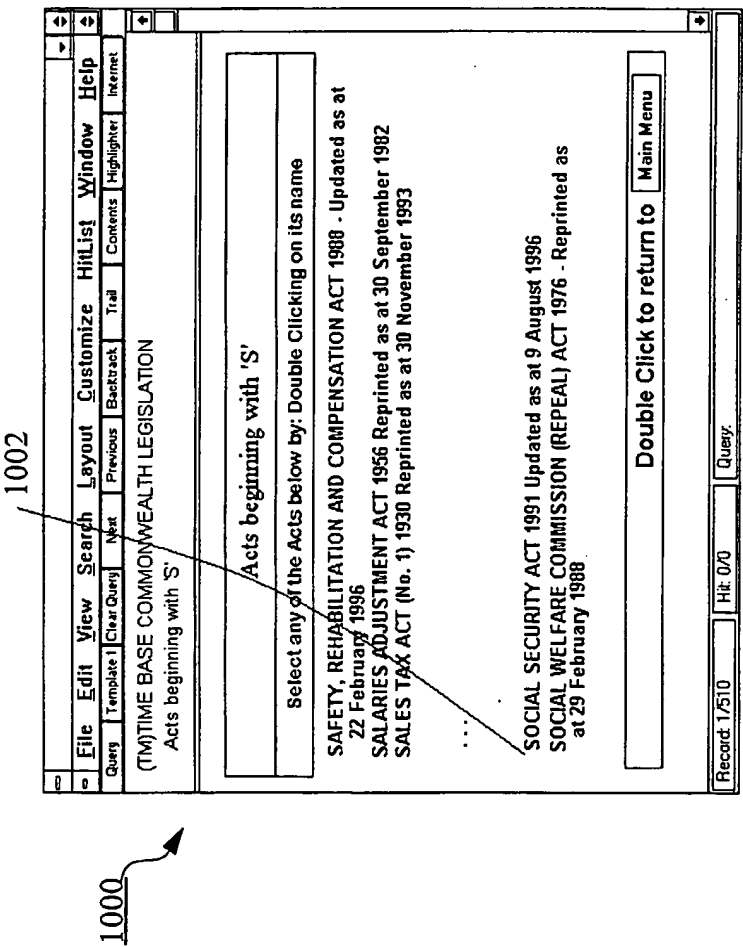 1002
1000
File Edit View Search Layout Customize HitList Window Help
Query Template 1 Clear Query Next Previous Backtrack Trail Contents Highlighter Internet
(TM)TIME BASE COMMONWEALTH LEGISLATION
Acts beginning with 'S'
Acts beginning with 'S'
Select any of the Acts below by: Double Clicking on its name
SAFETY, REHABILITATION AND COMPENSATION ACT 1988 - Updated as at
22 February 1996
SALARIES ADJUSTMENT ACT 1956 Reprinted as at 30 September 1982
SALES TAX ACT (No. 1) 1930 Reprinted as at 30 November 1993
...
SOCIAL SECURITY ACT 1991 Updated as at 9 August 1996
SOCIAL WELFARE COMMISSION (REPEAL) ACT 1976 - Reprinted as
at 29 February 1988
Double Click to return to Main Menu
Record: 1/510 Hit: 0/0 Query: